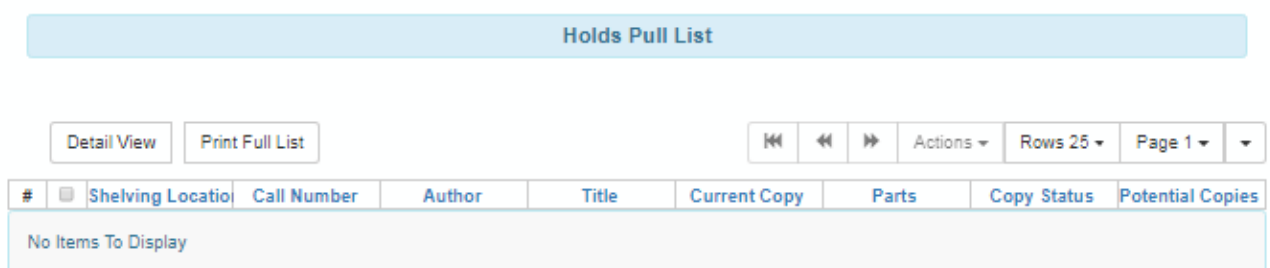 Holds Pull List
Detail View Print Full List Actions Rows 25 Page 1
# Shelving Location Call Number Author Title Current Copy Parts Copy Status Potential Copies
No Items To Display